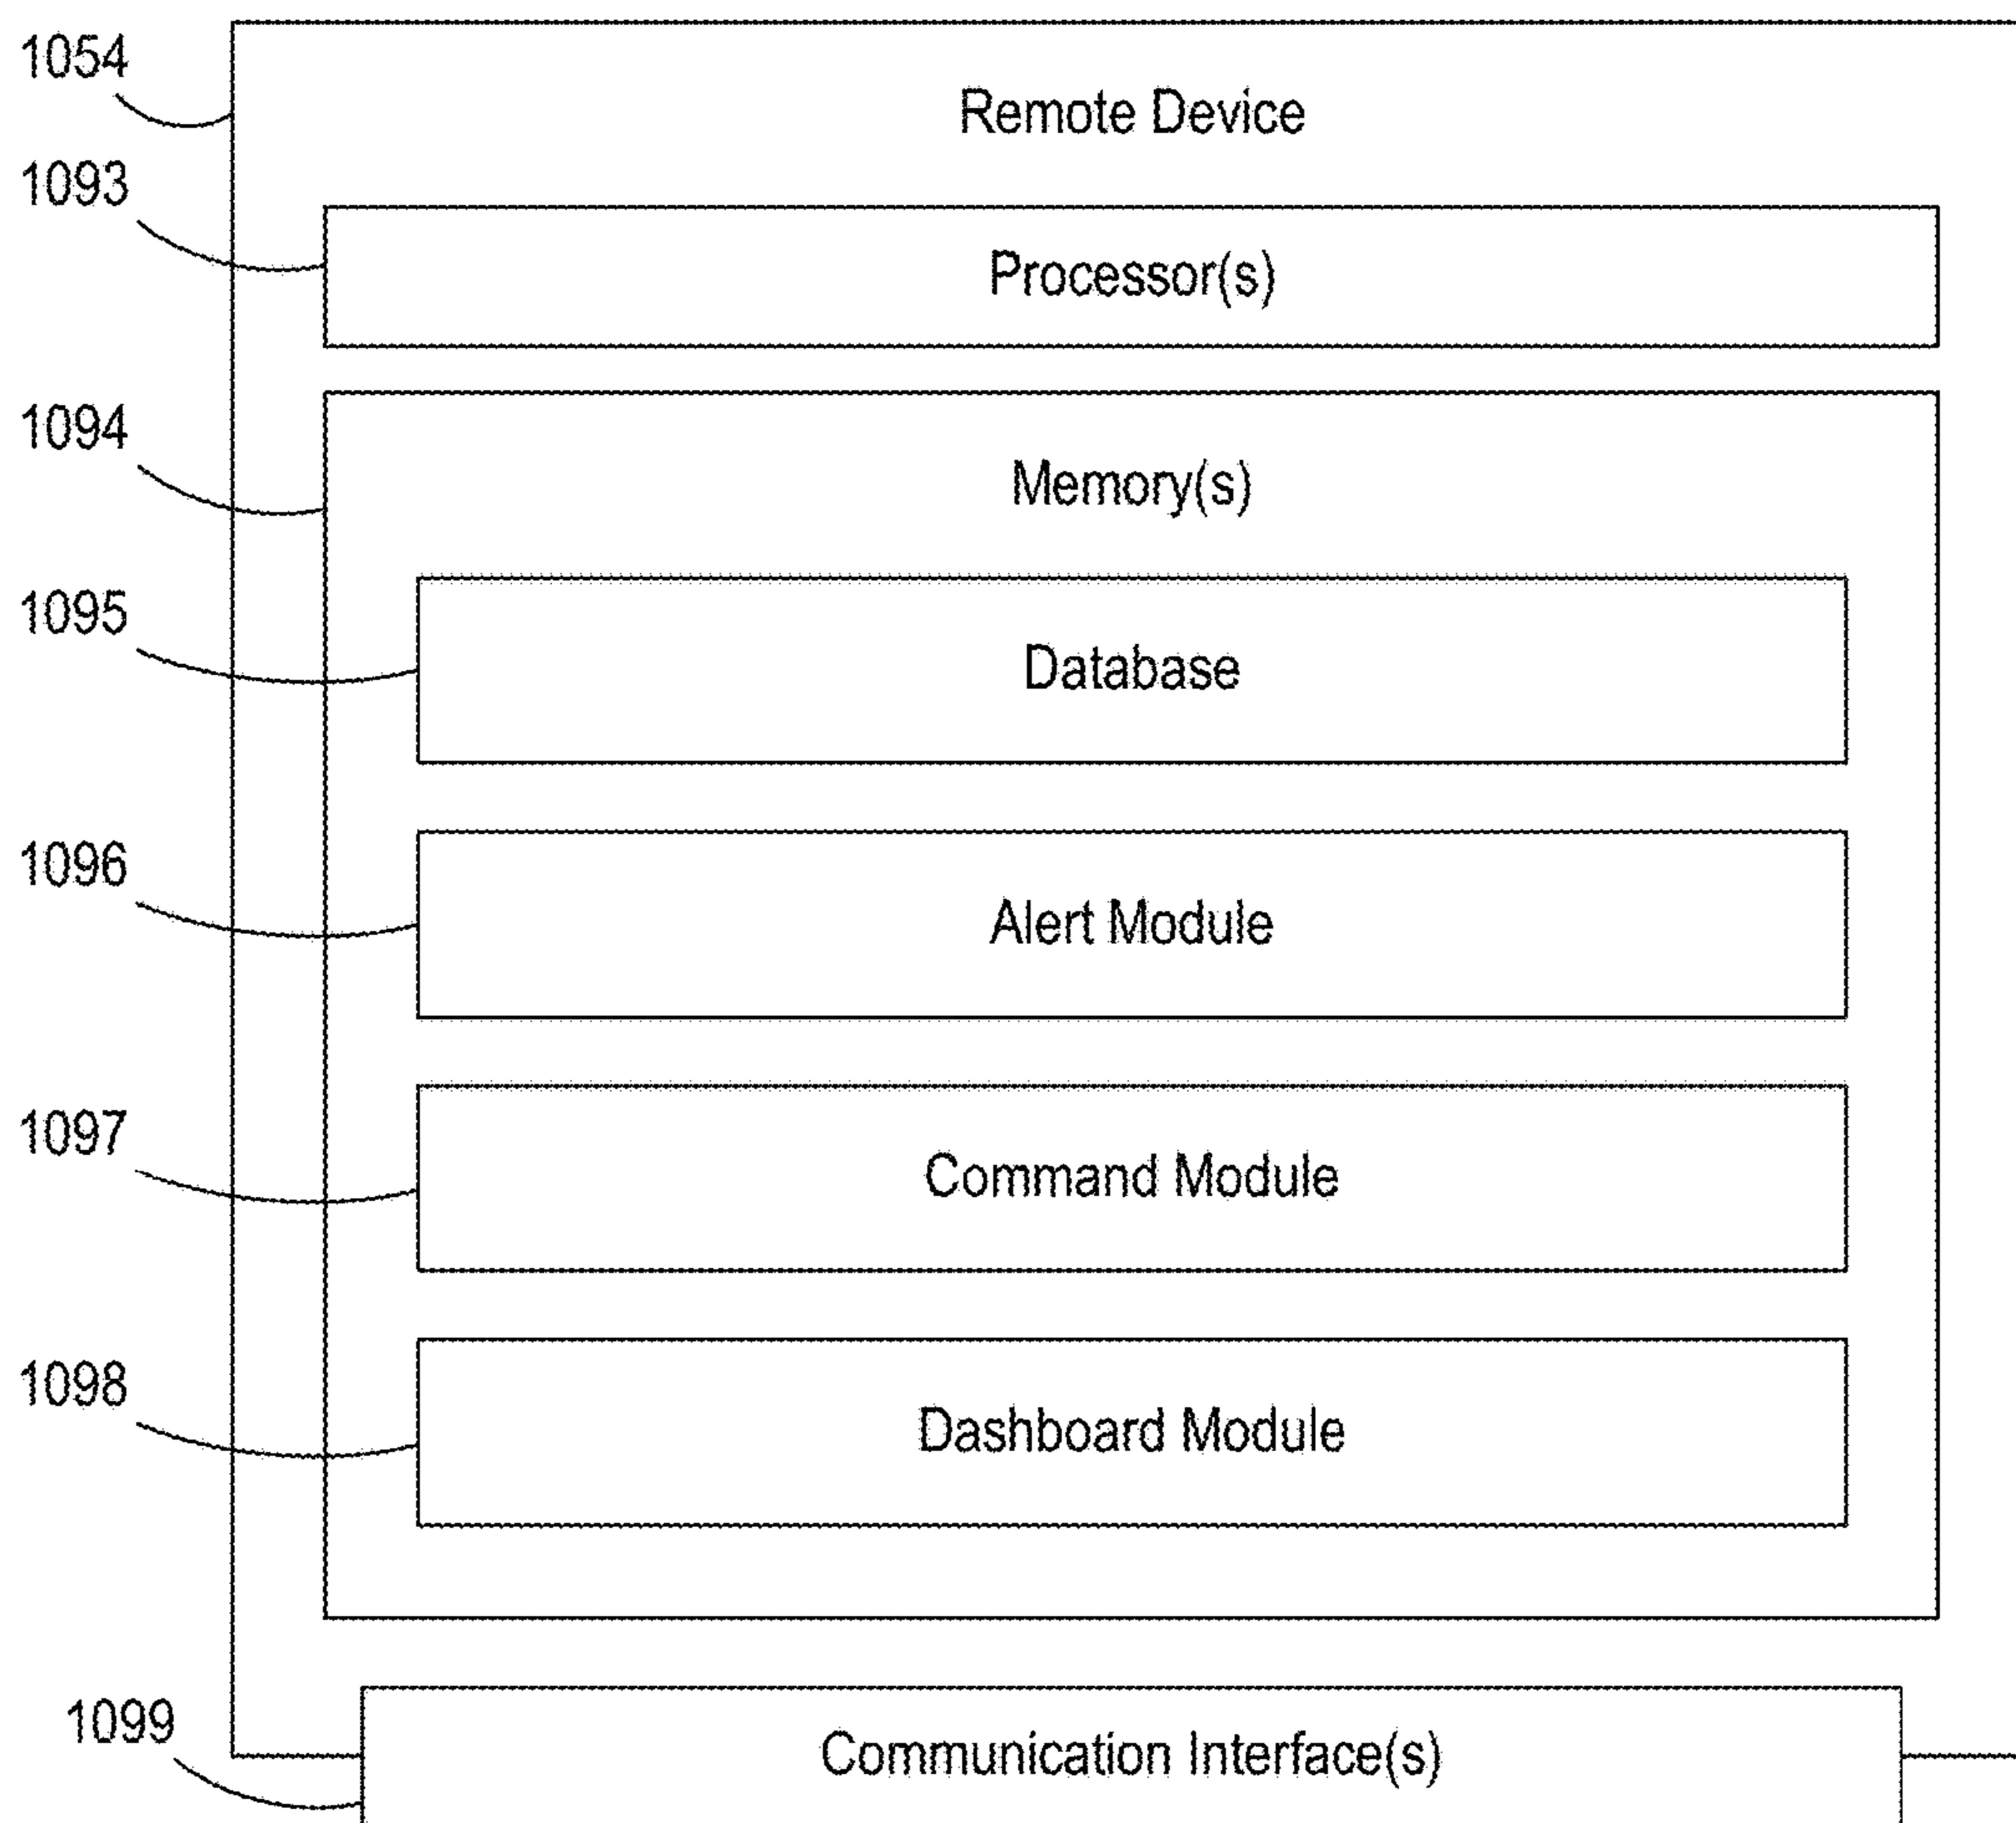 1054
Remote Device
1093
Processor(s)
1094
Memory(s)
1095
Database
1096
Alert Module
1097
Command Module
1098
Dashboard Module
1099
Communication Interface(s)